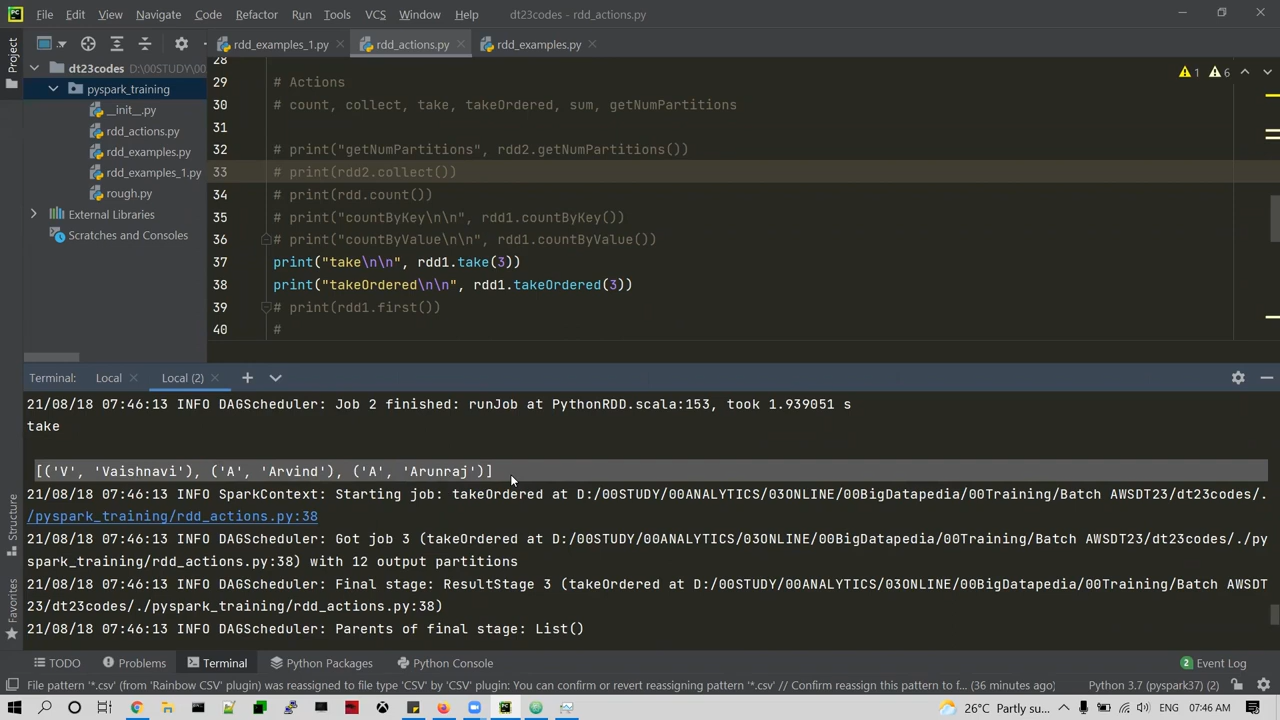 File Edit View Navigate Code Refactor Run Tools VCS Window Help dt23codes - rdd_actions.py
Project
rdd_examples_1.py rdd_actions.py rdd_examples.py
dt23codes D:\00STUDY\00
pyspark_training
__init__.py
rdd_actions.py
rdd_examples.py
rdd_examples_1.py
rough.py
External Libraries
Scratches and Consoles
28
29 # Actions
30 # count, collect, take, takeOrdered, sum, getNumPartitions
31
32 # print("getNumPartitions", rdd2.getNumPartitions())
33 # print(rdd2.collect())
34 # print(rdd.count())
35 # print("countByKey\n\n", rdd1.countByKey())
36 # print("countByValue\n\n", rdd1.countByValue())
37 print("take\n\n", rdd1.take(3))
38 print("takeOrdered\n\n", rdd1.takeOrdered(3))
39 # print(rdd1.first())
40 #
1 6
Terminal: Local Local (2)
21/08/18 07:46:13 INFO DAGScheduler: Job 2 finished: runJob at PythonRDD.scala:153, took 1.939051 s
take
[('V', 'Vaishnavi'), ('A', 'Arvind'), ('A', 'Arunraj')]
21/08/18 07:46:13 INFO SparkContext: Starting job: takeOrdered at D:/00STUDY/00ANALYTICS/03ONLINE/00BigDatapedia/00Training/Batch AWSDT23/dt23codes/.
/pyspark_training/rdd_actions.py:38
21/08/18 07:46:13 INFO DAGScheduler: Got job 3 (takeOrdered at D:/00STUDY/00ANALYTICS/03ONLINE/00BigDatapedia/00Training/Batch AWSDT23/dt23codes/./py
spark_training/rdd_actions.py:38) with 12 output partitions
21/08/18 07:46:13 INFO DAGScheduler: Final stage: ResultStage 3 (takeOrdered at D:/00STUDY/00ANALYTICS/03ONLINE/00BigDatapedia/00Training/Batch AWSDT
23/dt23codes/./pyspark_training/rdd_actions.py:38)
21/08/18 07:46:13 INFO DAGScheduler: Parents of final stage: List()
Structure
Favorites
TODO Problems Terminal Python Packages Python Console 2 Event Log
File pattern '*.csv' (from 'Rainbow CSV' plugin) was reassigned to file type 'CSV' by 'CSV' plugin: You can confirm or revert reassigning pattern '*.csv' // Confirm reassign this pattern to f... (36 minutes ago) Python 3.7 (pyspark37) (2)
26°C Partly su... ENG 07:46 AM